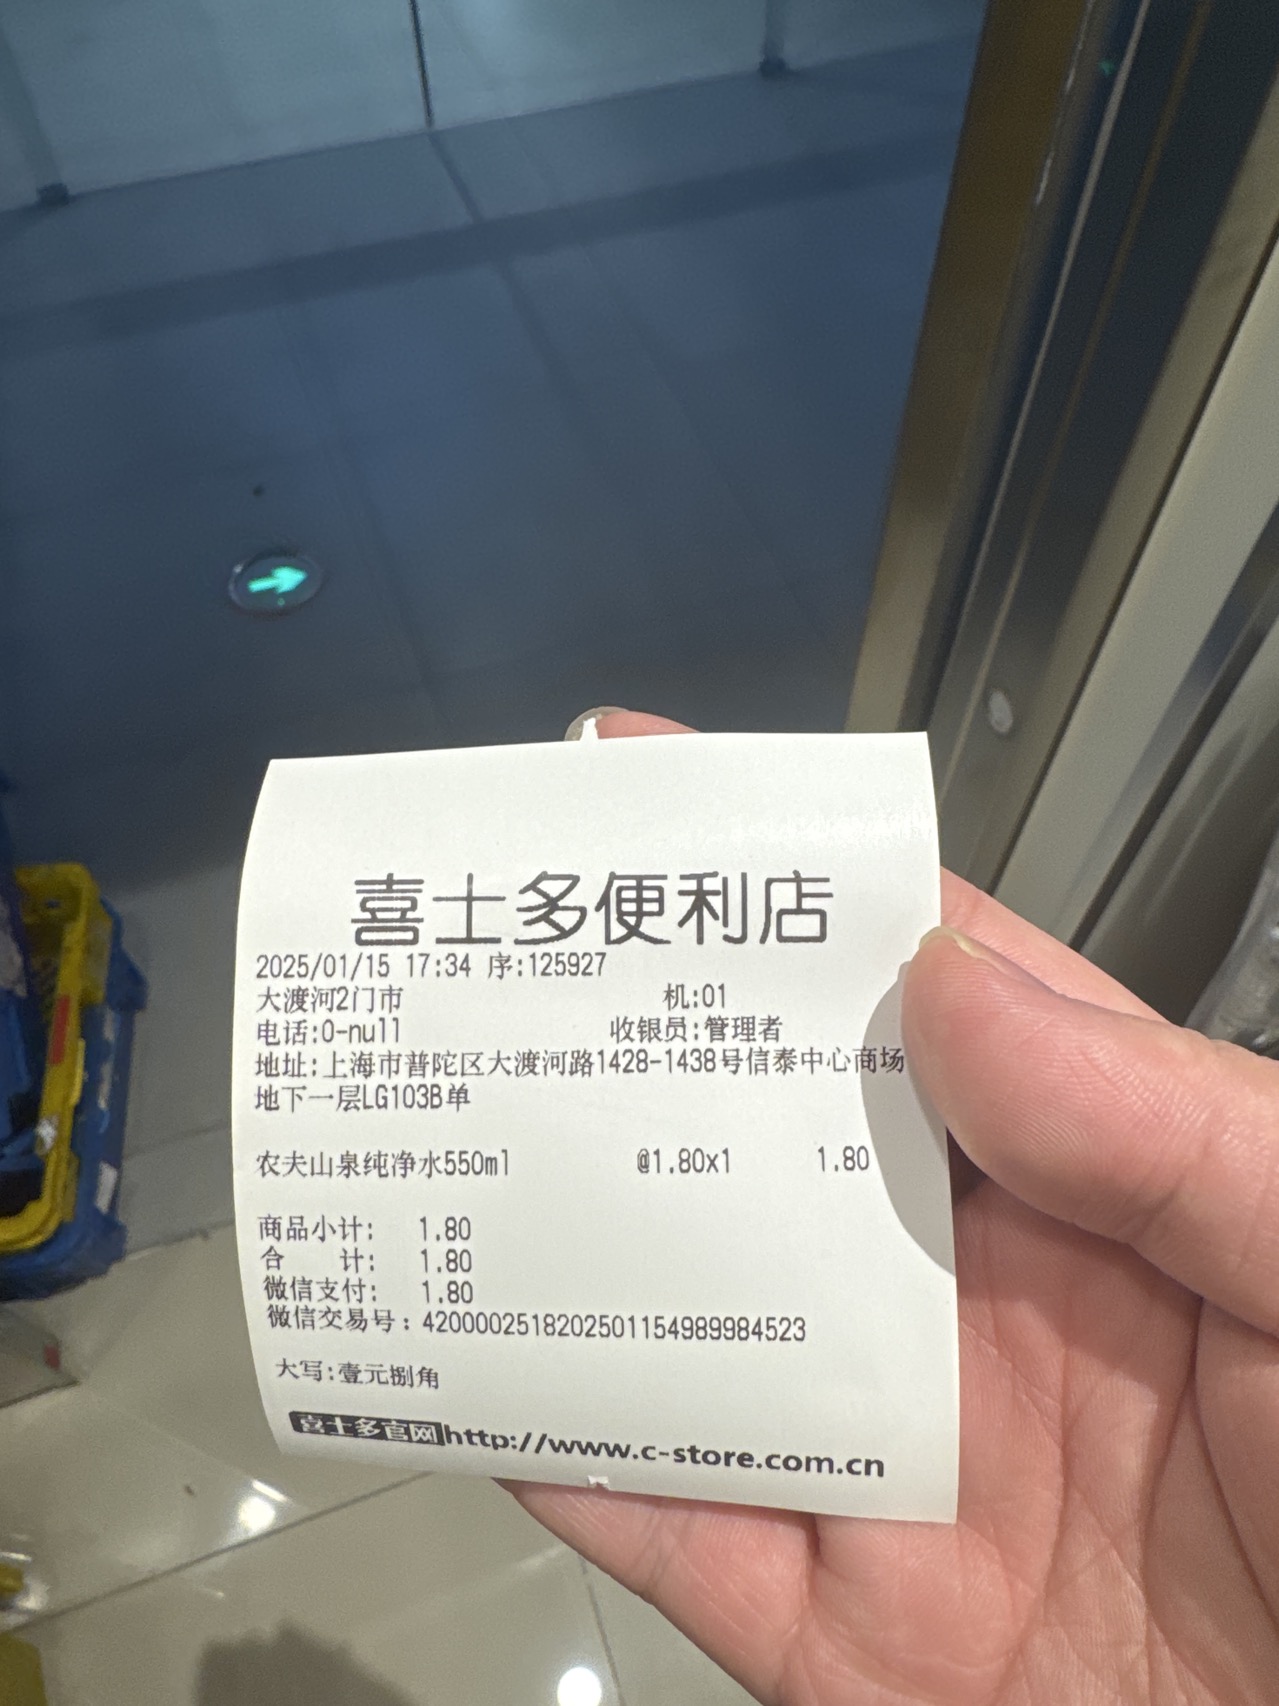 喜士多便利店
2025/01/15 17:34 序:125927
大渡河2门市 机:01
电话:0-null 收银员:管理者
地址:上海市普陀区大渡河路1428-1438号信泰中心商场
地下一层LG103B单
农夫山泉纯净水550ml @1.80x1 1.80
商品小计: 1.80
合 计: 1.80
微信支付: 1.80
微信交易号: 4200002518202501154989984523
大写:壹元捌角
喜士多官网http://www.c-store.com.cn